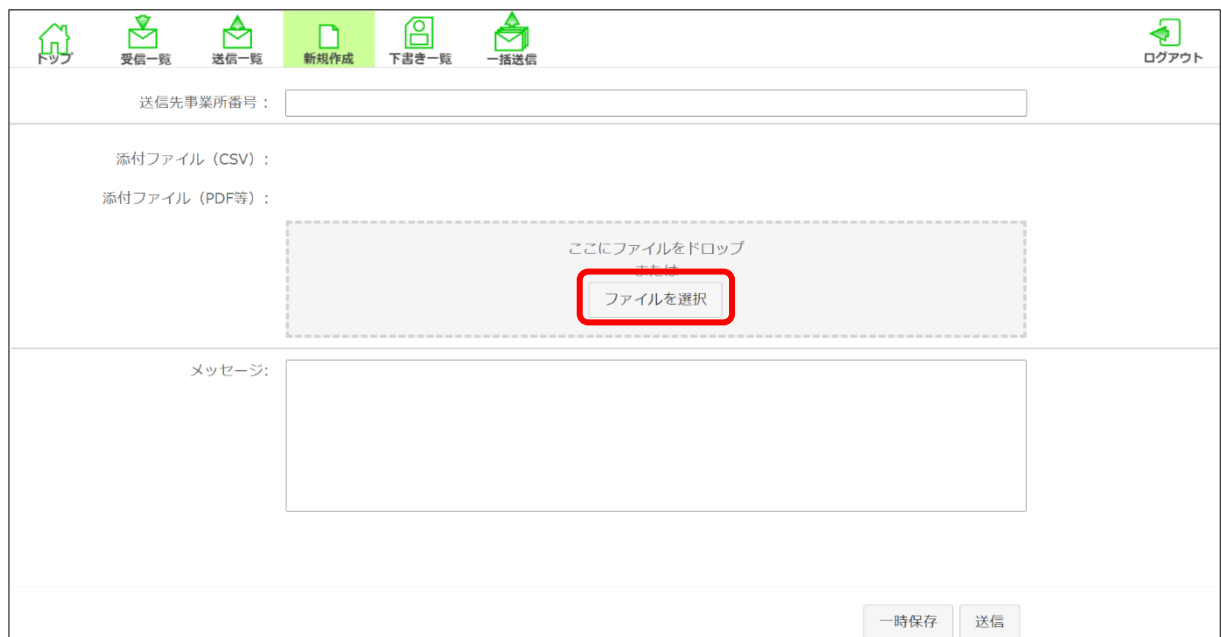 トップ 受信一覧 送信一覧 新規作成 下書き一覧 一括送信 ログアウト
送信先事業所番号：
添付ファイル（CSV）：
添付ファイル（PDF等）：
ここにファイルをドロップ
または
ファイルを選択
メッセージ:
一時保存 送信